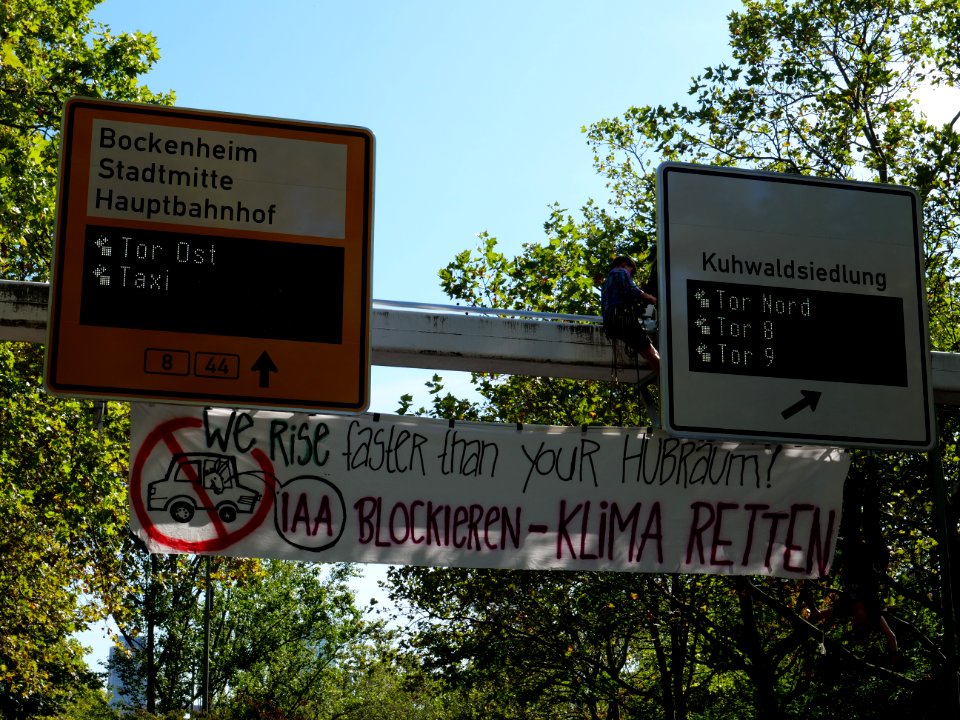 Bockenheim
Stadtmitte
Hauptbahnhof
Tor Ost
Taxi
8 44
Kuhwaldsiedlung
Tor Nord
Tor 8
Tor 9
We Rise faster than your HUBRaum!
IAA BLOCKieREN - KLiMA RETTEN